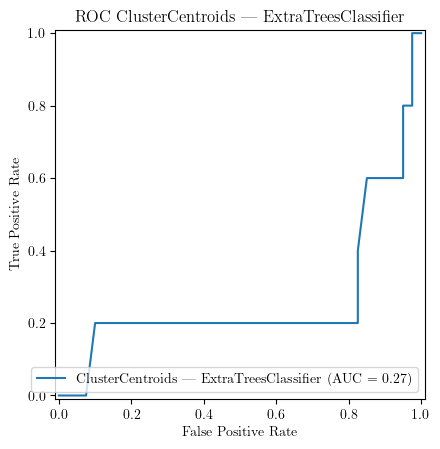 ROC ClusterCentroids — ExtraTreesClassifier
1.0
0.8
0.6
0.4
0.2
0.0
True Positive Rate
ClusterCentroids — ExtraTreesClassifier (AUC = 0.27)
0.0 0.2 0.4 0.6 0.8 1.0
False Positive Rate